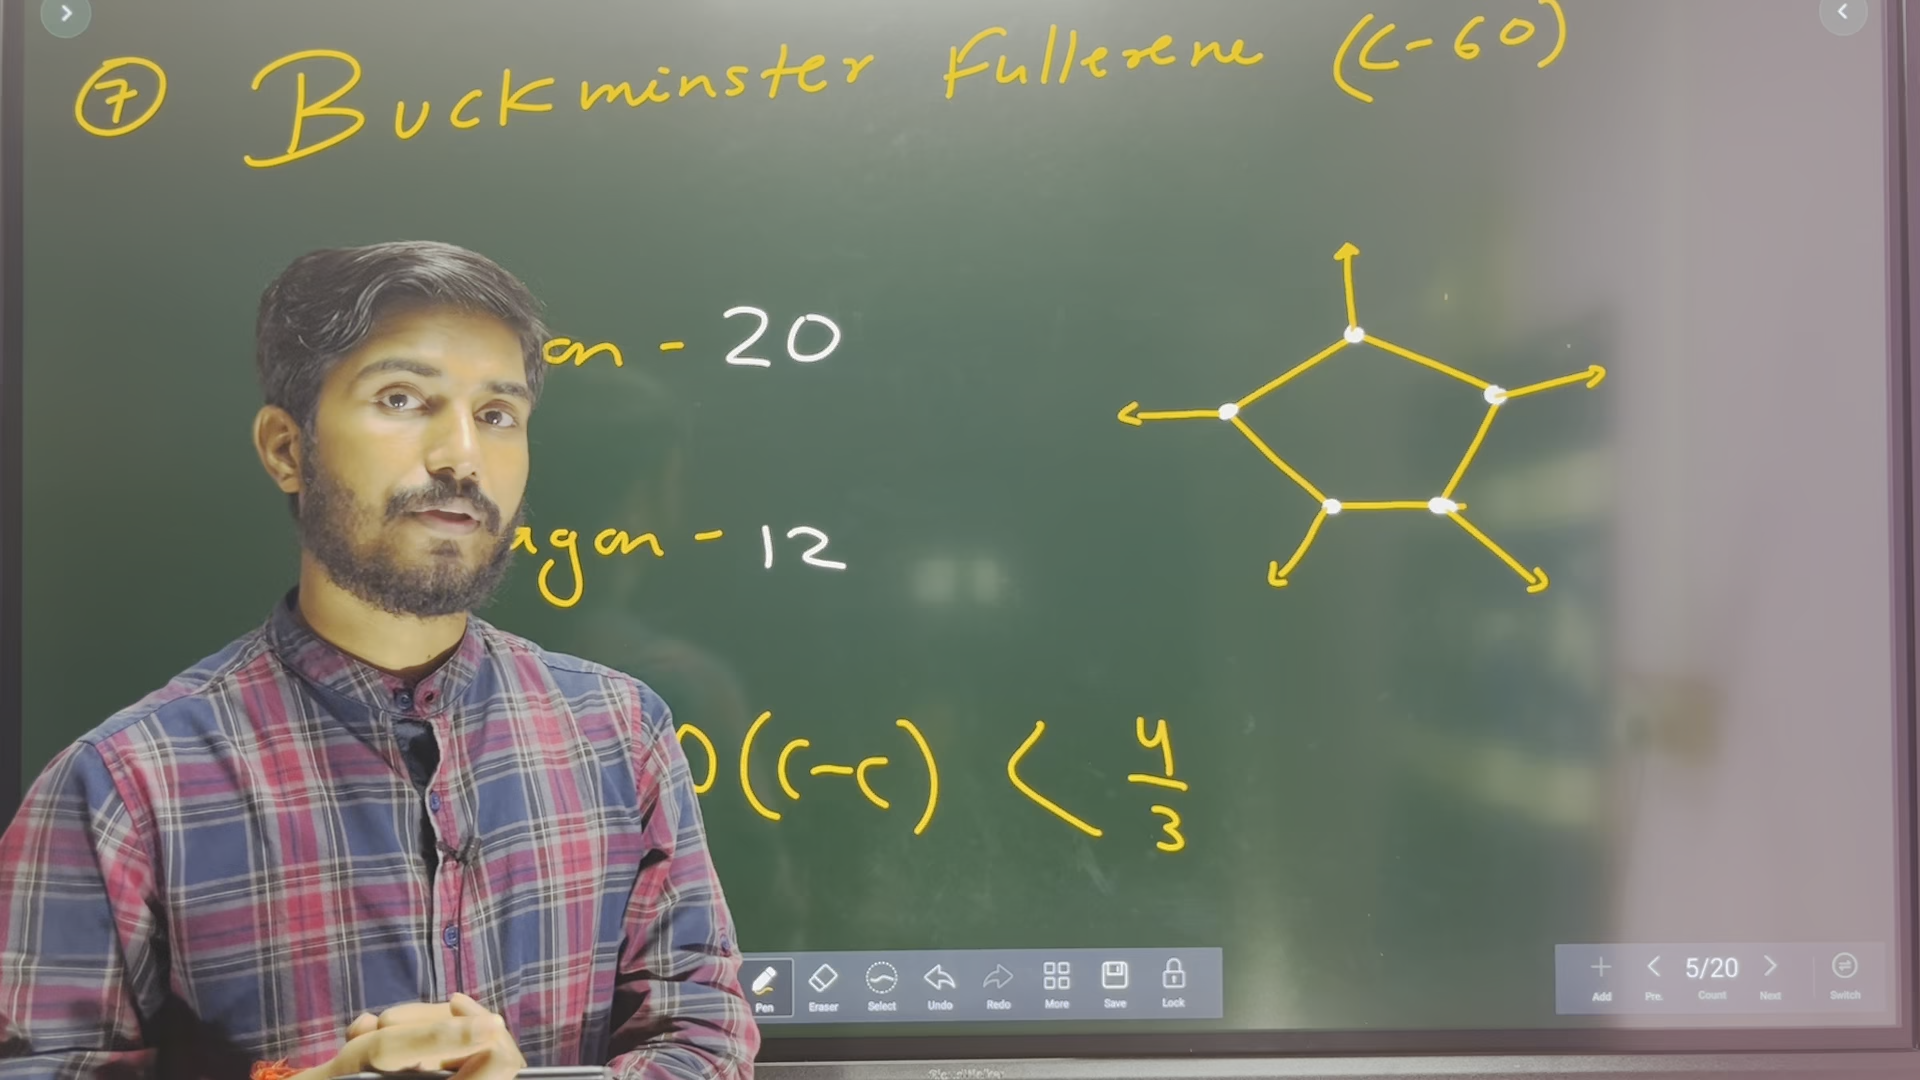 7 Buckminster Fullerene (C-60)
on - 20
agon - 12
O(C-C) < 4/3
Pen Eraser Select Undo Redo More Save Lock
Add Pre. 5/20 Count Next Switch